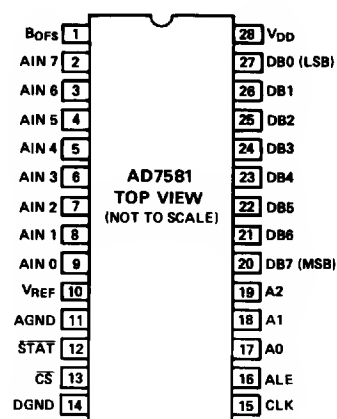 BOFS 1 28 VDD
AIN 7 2 27 DB0 (LSB)
AIN 6 3 26 DB1
AIN 5 4 25 DB2
AIN 4 5 24 DB3
AIN 3 6 AD7581 23 DB4
TOP VIEW
AIN 2 7 (NOT TO SCALE) 22 DB5
AIN 1 8 21 DB6
AIN 0 9 20 DB7 (MSB)
VREF 10 19 A2
AGND 11 18 A1
STAT 12 17 A0
CS 13 16 ALE
DGND 14 15 CLK